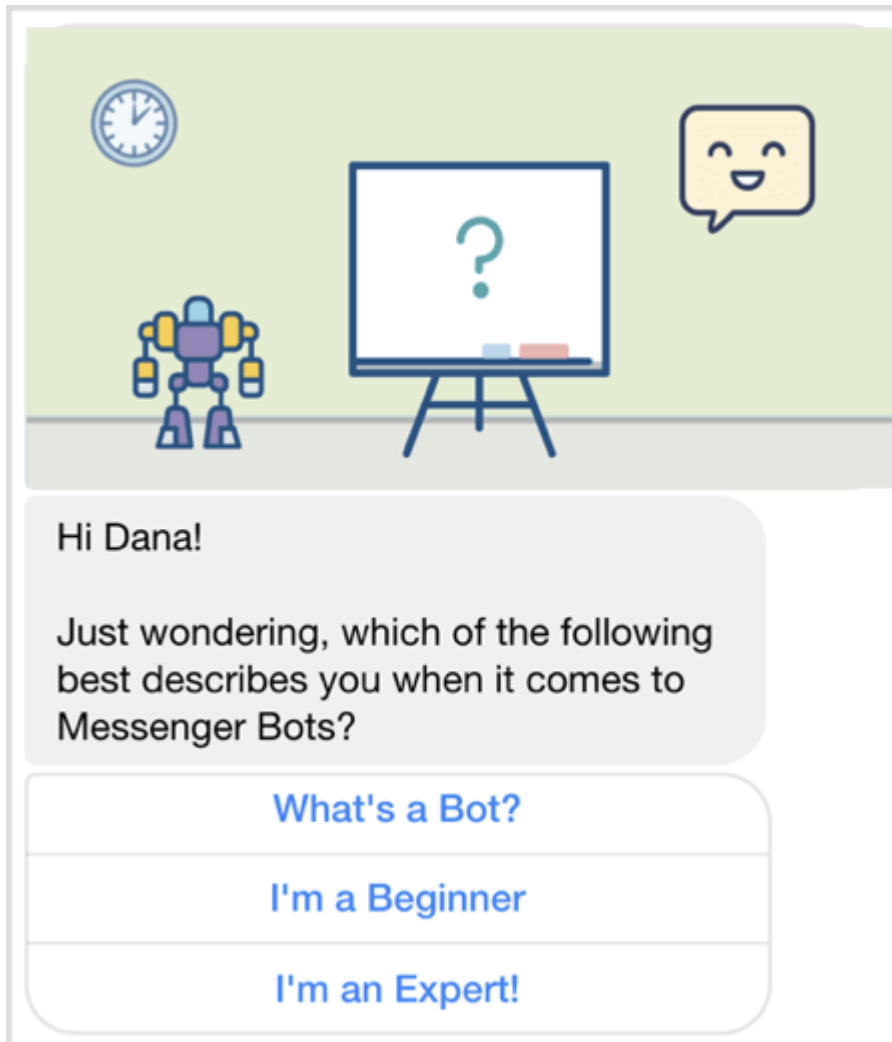 ?
Hi Dana!
Just wondering, which of the following
best describes you when it comes to
Messenger Bots?
What's a Bot?
I'm a Beginner
I'm an Expert!